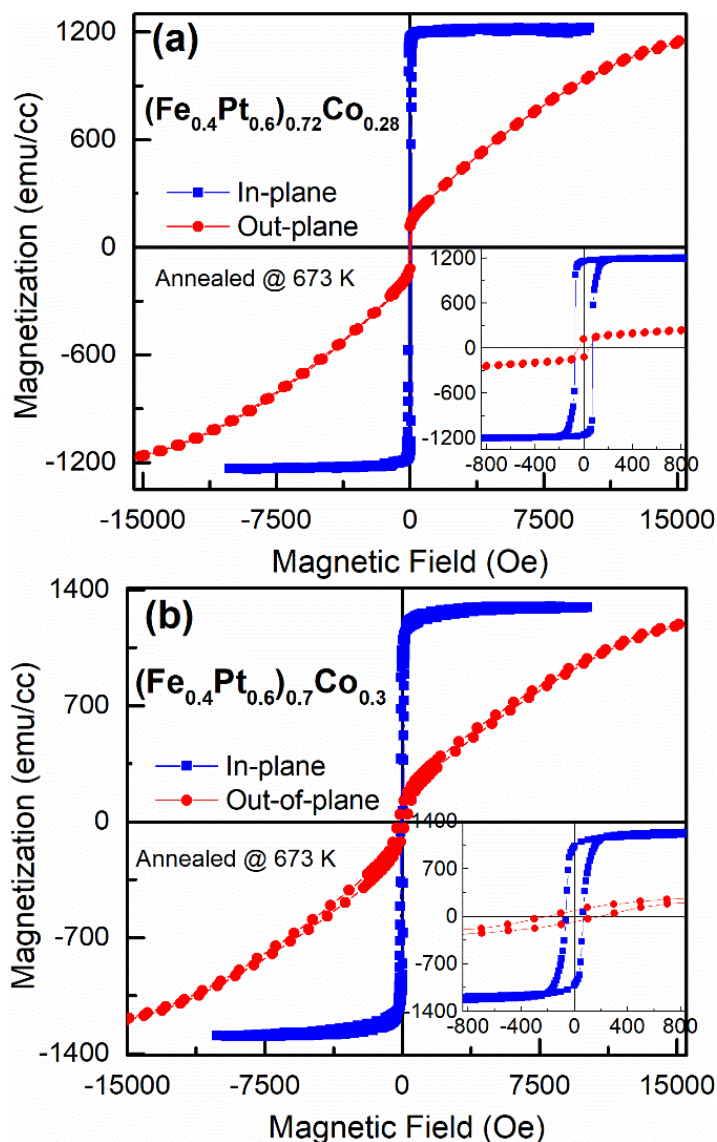 (a)
(Fe0.4Pt0.6)0.72Co0.28
In-plane
Out-plane
Annealed @ 673 K
Magnetization (emu/cc)
1200
600
0
-600
-1200
-15000 -7500 0 7500 15000
Magnetic Field (Oe)
1200
600
0
-600
-1200
-800 -400 0 400 800
(b)
(Fe0.4Pt0.6)0.7Co0.3
In-plane
Out-of-plane
Annealed @ 673 K
Magnetization (emu/cc)
1400
700
0
-700
-1400
-15000 -7500 0 7500 15000
Magnetic Field (Oe)
1400
700
0
-700
-1400
-800 -400 0 400 800